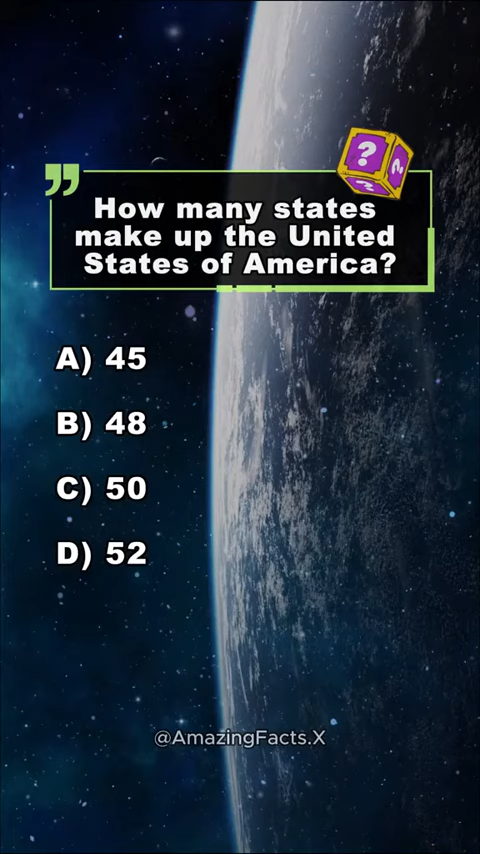 How many states
make up the United
States of America?
A) 45
B) 48
C) 50
D) 52
@AmazingFacts.X